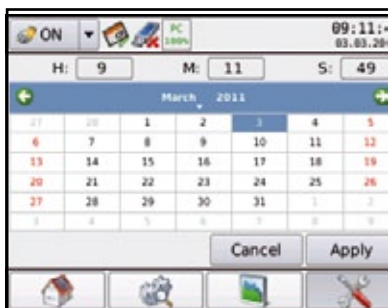 ON PC 100% 09:11:
03.03.20
H: 9 M: 11 S: 49
March 2011
27 28 1 2 3 4 5
6 7 8 9 10 11 12
13 14 15 16 17 18 19
20 21 22 23 24 25 26
27 28 29 30 31 1 2
3 4 5 6 7 8 9
Cancel Apply